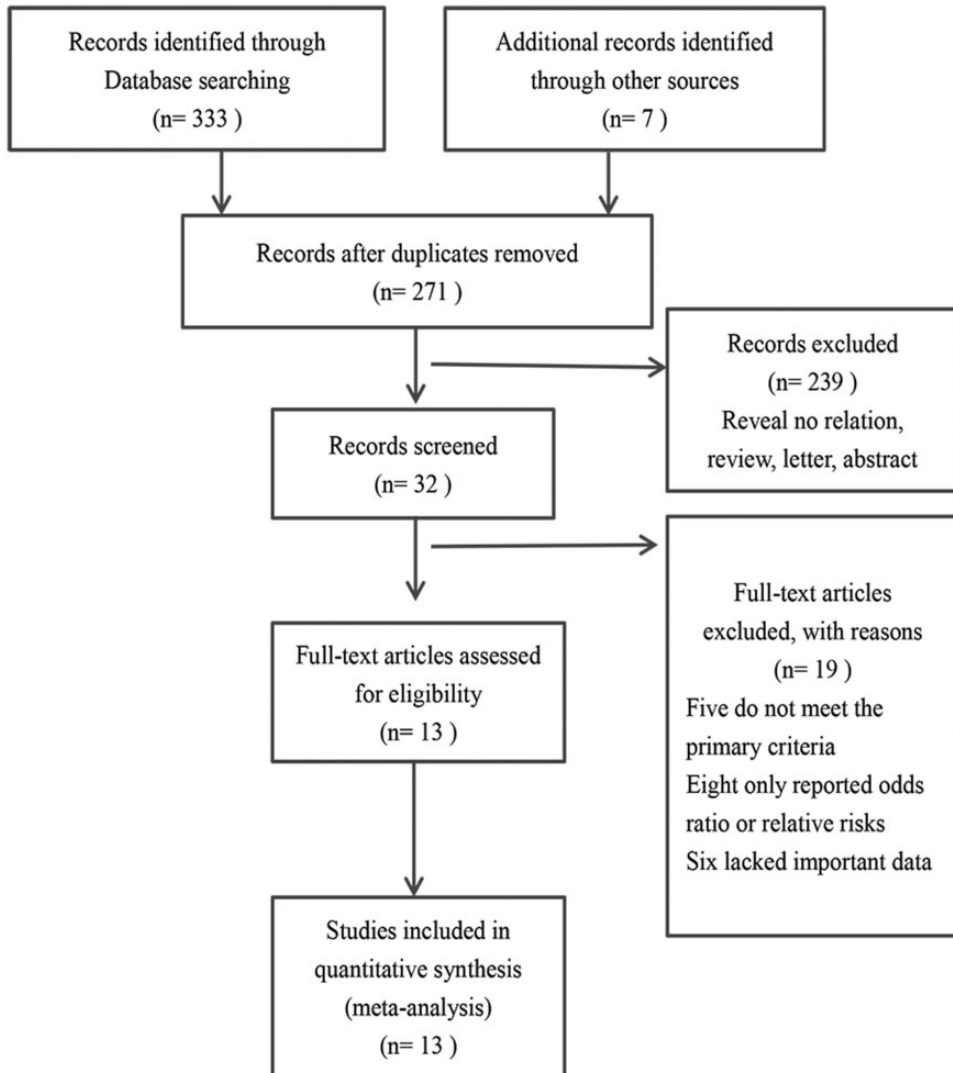 Records identified through
Database searching
(n= 333 )
Additional records identified
through other sources
(n= 7 )
Records after duplicates removed
(n= 271 )
Records excluded
(n= 239 )
Reveal no relation,
review, letter, abstract
Records screened
(n= 32 )
Full-text articles
excluded, with reasons
(n= 19 )
Five do not meet the
primary criteria
Eight only reported odds
ratio or relative risks
Six lacked important data
Full-text articles assessed
for eligibility
(n= 13 )
Studies included in
quantitative synthesis
(meta-analysis)
(n= 13 )